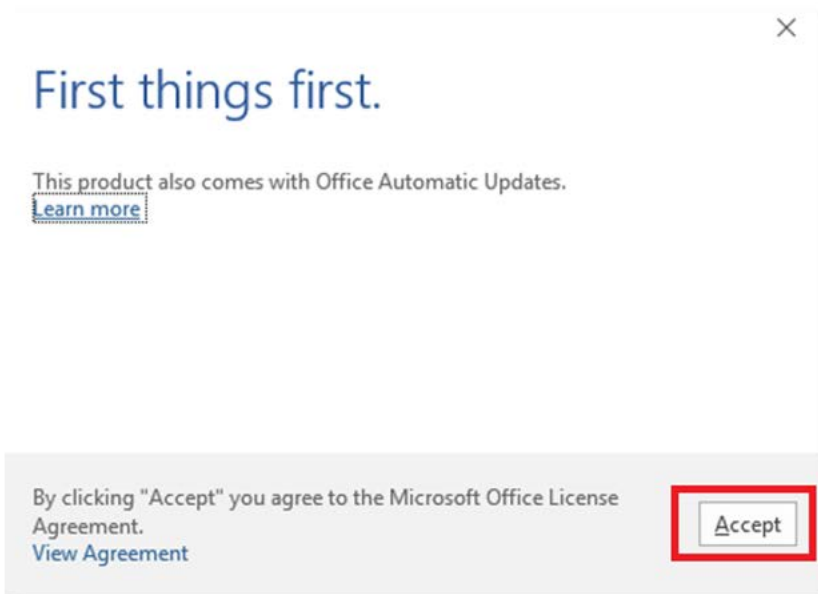 First things first.
This product also comes with Office Automatic Updates.
Learn more
By clicking "Accept" you agree to the Microsoft Office License
Agreement.
View Agreement
Accept